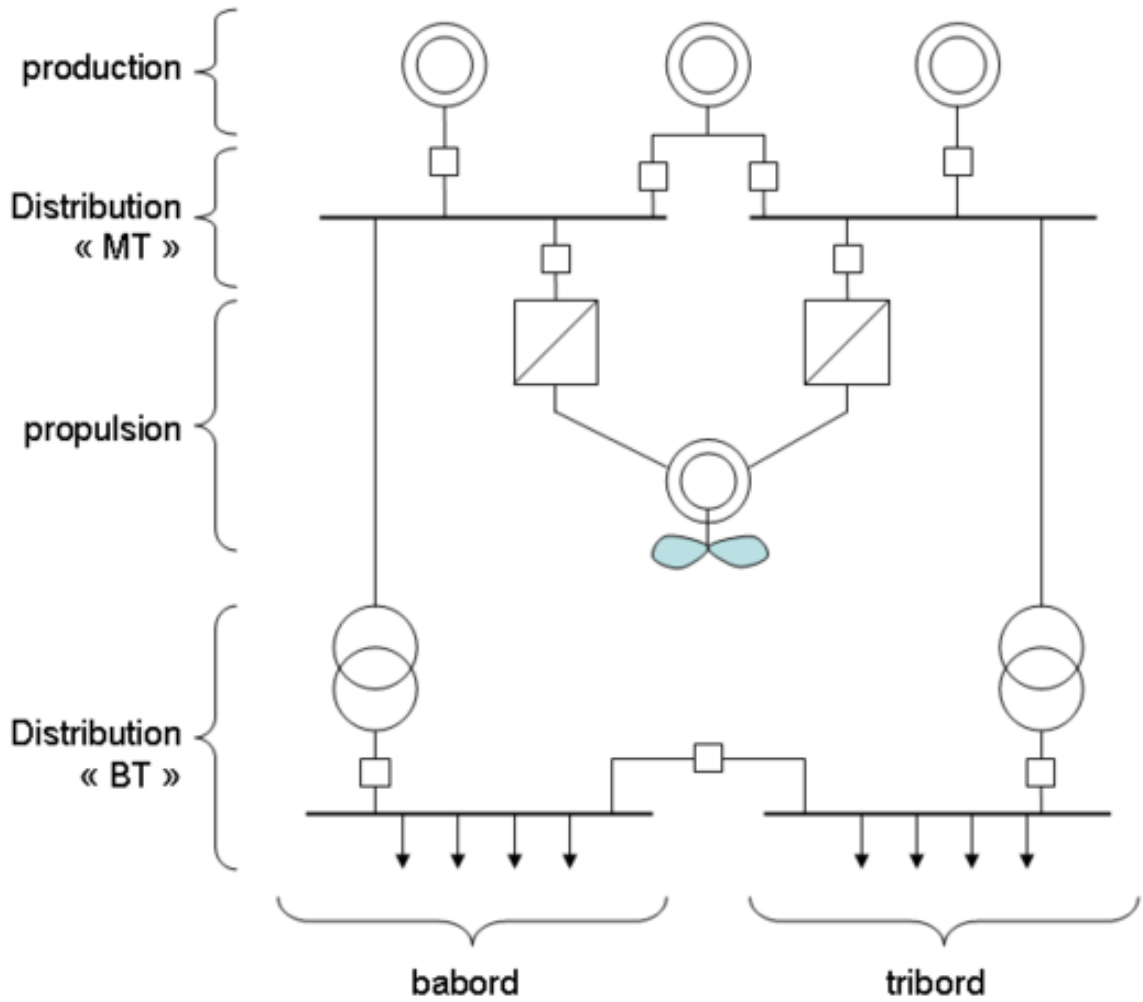 production
Distribution
« MT »
propulsion
Distribution
« BT »
babord
tribord